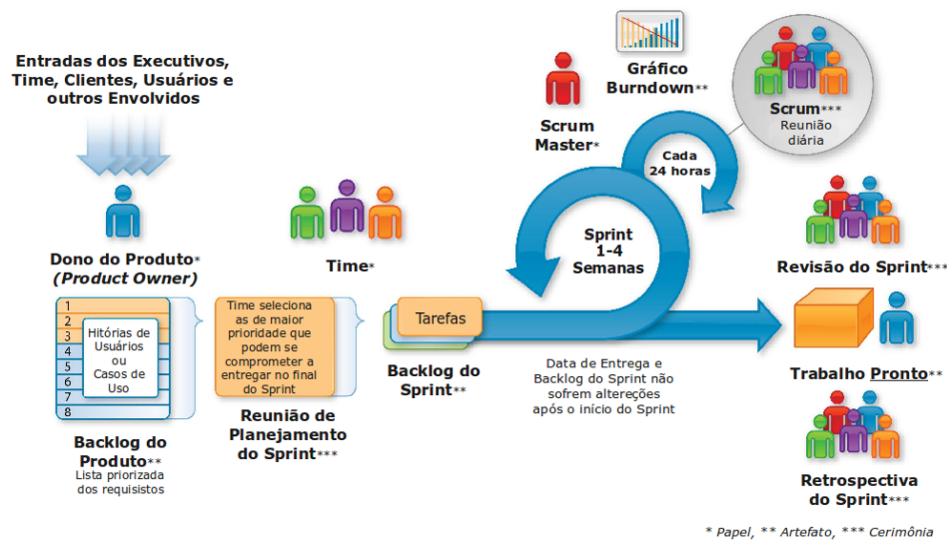 Entradas dos Executivos,
Time, Clientes, Usuários e
outros Envolvidos
Dono do Produto*
(Product Owner)
1
2
3
4
5
6
7
8
Hitórias de
Usuários
ou
Casos de
Uso
Backlog do
Produto**
Lista priorizada
dos requisistos
Time*
Time seleciona
as de maior
prioridade que
podem se
comprometer a
entregar no final
do Sprint
Reunião de
Planejamento
do Sprint***
Tarefas
Backlog do
Sprint**
Scrum
Master*
Gráfico
Burndown**
Cada
24 horas
Scrum***
Reunião
diária
Sprint
1-4
Semanas
Data de Entrega e
Backlog do Sprint não
sofrem altereções
após o início do Sprint
Revisão do Sprint***
Trabalho Pronto**
Retrospectiva
do Sprint***
* Papel, ** Artefato, *** Cerimônia